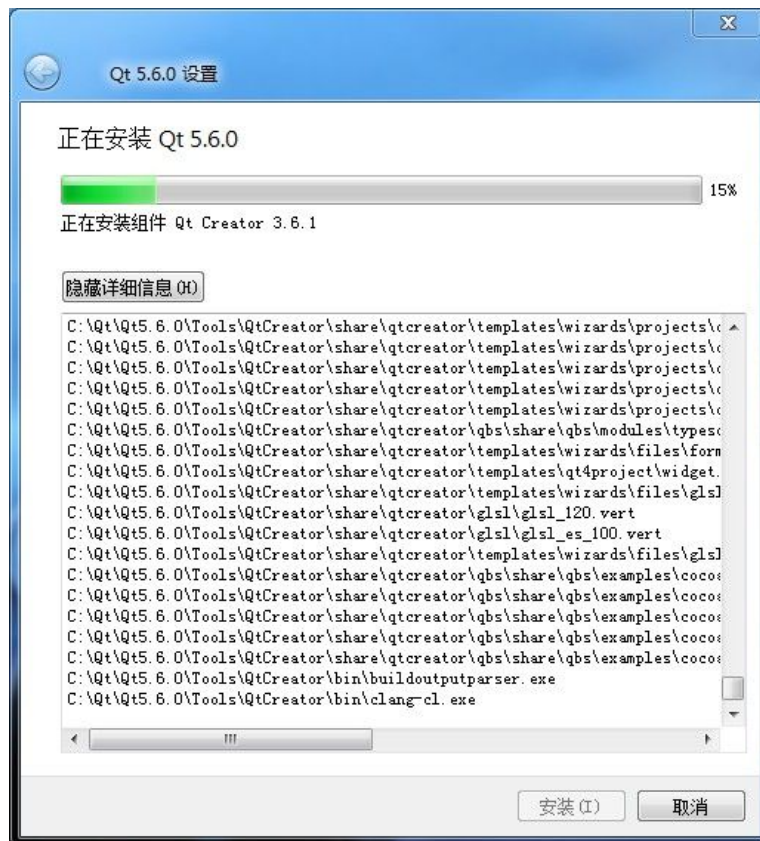 Qt 5.6.0 设置
正在安装 Qt 5.6.0
15%
正在安装组件 Qt Creator 3.6.1
隐藏详细信息(H)
C:\Qt\Qt5.6.0\Tools\QtCreator\share\qtcreator\templates\wizards\projects\
C:\Qt\Qt5.6.0\Tools\QtCreator\share\qtcreator\templates\wizards\projects\
C:\Qt\Qt5.6.0\Tools\QtCreator\share\qtcreator\templates\wizards\projects\
C:\Qt\Qt5.6.0\Tools\QtCreator\share\qtcreator\templates\wizards\projects\
C:\Qt\Qt5.6.0\Tools\QtCreator\share\qtcreator\templates\wizards\projects\
C:\Qt\Qt5.6.0\Tools\QtCreator\share\qtcreator\qbs\share\qbs\modules\typesc
C:\Qt\Qt5.6.0\Tools\QtCreator\share\qtcreator\templates\wizards\files\form
C:\Qt\Qt5.6.0\Tools\QtCreator\share\qtcreator\templates\qt4project\widget.
C:\Qt\Qt5.6.0\Tools\QtCreator\share\qtcreator\templates\wizards\files\glsl
C:\Qt\Qt5.6.0\Tools\QtCreator\share\qtcreator\glsl\glsl_120.vert
C:\Qt\Qt5.6.0\Tools\QtCreator\share\qtcreator\glsl\glsl_es_100.vert
C:\Qt\Qt5.6.0\Tools\QtCreator\share\qtcreator\templates\wizards\files\glsl
C:\Qt\Qt5.6.0\Tools\QtCreator\share\qtcreator\qbs\share\qbs\examples\cocoa
C:\Qt\Qt5.6.0\Tools\QtCreator\share\qtcreator\qbs\share\qbs\examples\cocoa
C:\Qt\Qt5.6.0\Tools\QtCreator\share\qtcreator\qbs\share\qbs\examples\cocoa
C:\Qt\Qt5.6.0\Tools\QtCreator\share\qtcreator\qbs\share\qbs\examples\cocoa
C:\Qt\Qt5.6.0\Tools\QtCreator\share\qtcreator\qbs\share\qbs\examples\cocoa
C:\Qt\Qt5.6.0\Tools\QtCreator\bin\buildoutputparser.exe
C:\Qt\Qt5.6.0\Tools\QtCreator\bin\clang-cl.exe
安装(I)
取消